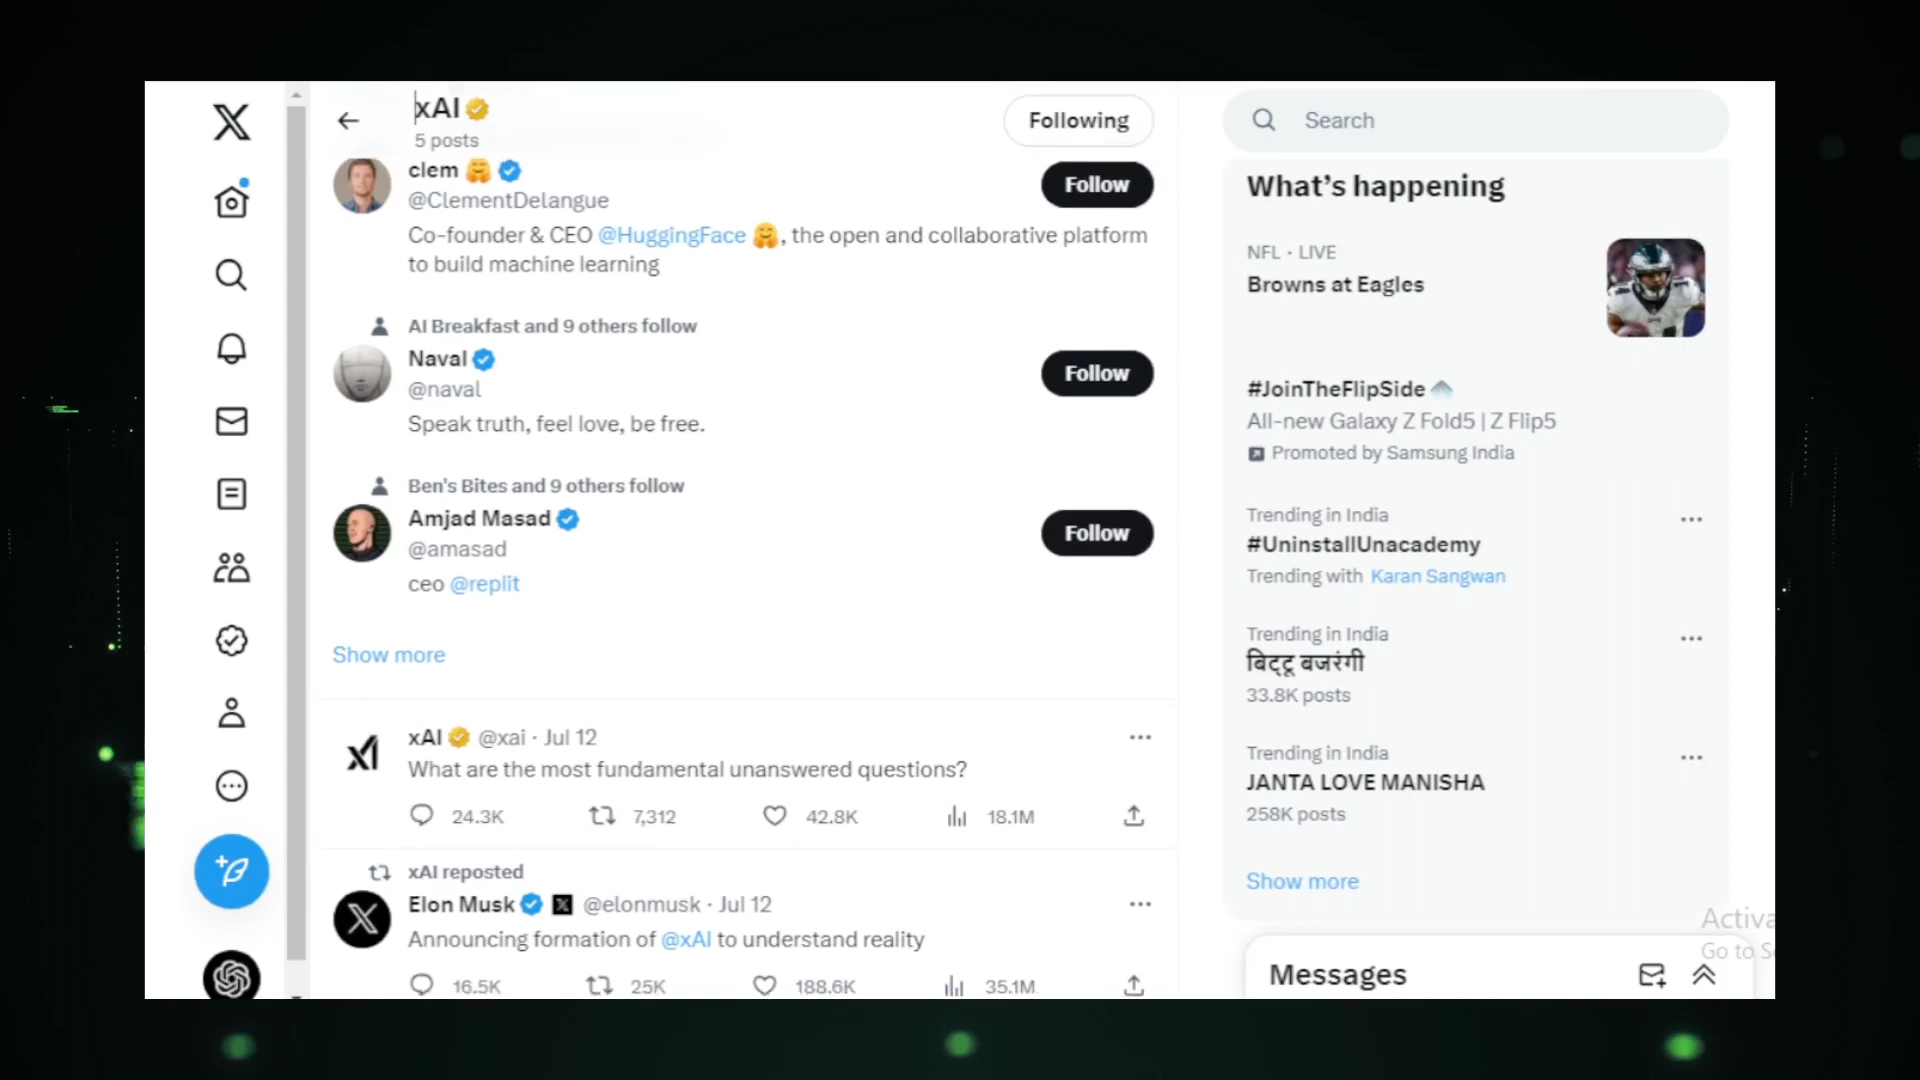 xAI
5 posts
Following
clem
@ClementDelangue
Follow
Co-founder & CEO @HuggingFace 🤗, the open and collaborative platform
to build machine learning
AI Breakfast and 9 others follow
Naval
@naval
Follow
Speak truth, feel love, be free.
Ben's Bites and 9 others follow
Amjad Masad
@amasad
Follow
ceo @replit
Show more
xAI @xai · Jul 12
What are the most fundamental unanswered questions?
24.3K 7,312 42.8K 18.1M
xAI reposted
Elon Musk @elonmusk · Jul 12
Announcing formation of @xAI to understand reality
16.5K 25K 188.6K 35.1M
Search
What's happening
NFL · LIVE
Browns at Eagles
#JoinTheFlipSide
All-new Galaxy Z Fold5 | Z Flip5
Promoted by Samsung India
Trending in India
#UninstallUnacademy
Trending with Karan Sangwan
Trending in India
बिट्टू बजरंगी
33.8K posts
Trending in India
JANTA LOVE MANISHA
258K posts
Show more
Activa
Go to S
Messages